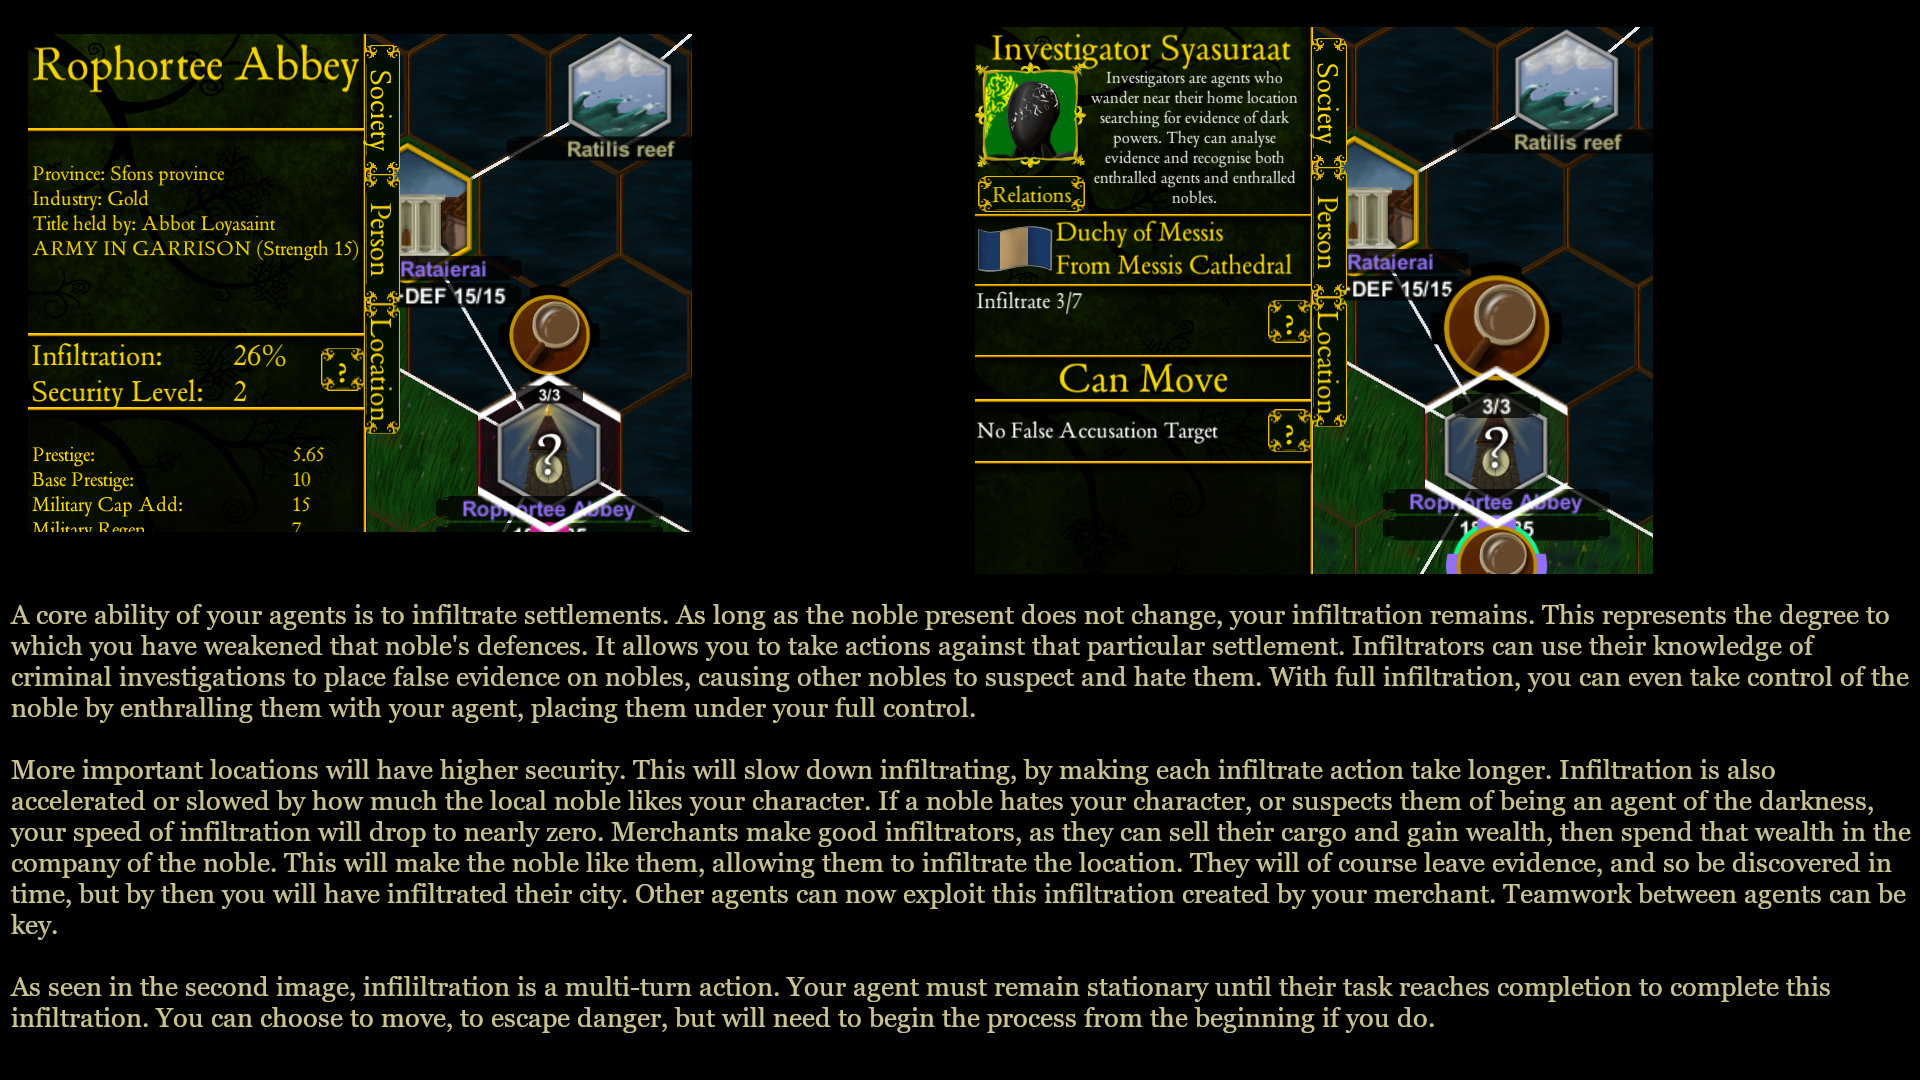 Rophortee Abbey
Province: Sfons province
Industry: Gold
Title held by: Abbot Loyasaint
ARMY IN GARRISON (Strength 15)
Infiltration: 26%
Security Level: 2
?
Prestige: 5.65
Base Prestige: 10
Military Cap Add: 15
Military Regen 7
Society
Person
Location
Ratilis reef
Rataierai
DEF 15/15
3/3
?
Rophortee Abbey
Investigator Syasuraat
Investigators are agents who
wander near their home location
searching for evidence of dark
powers. They can analyse
evidence and recognise both
enthralled agents and enthralled
nobles.
Relations
Duchy of Messis
From Messis Cathedral
Infiltrate 3/7
?
Can Move
No False Accusation Target
?
Society
Person
Location
Ratilis reef
Rataierai
DEF 15/15
3/3
?
Rophortee Abbey
A core ability of your agents is to infiltrate settlements. As long as the noble present does not change, your infiltration remains. This represents the degree to
which you have weakened that noble's defences. It allows you to take actions against that particular settlement. Infiltrators can use their knowledge of
criminal investigations to place false evidence on nobles, causing other nobles to suspect and hate them. With full infiltration, you can even take control of the
noble by enthralling them with your agent, placing them under your full control.
More important locations will have higher security. This will slow down infiltrating, by making each infiltrate action take longer. Infiltration is also
accelerated or slowed by how much the local noble likes your character. If a noble hates your character, or suspects them of being an agent of the darkness,
your speed of infiltration will drop to nearly zero. Merchants make good infiltrators, as they can sell their cargo and gain wealth, then spend that wealth in the
company of the noble. This will make the noble like them, allowing them to infiltrate the location. They will of course leave evidence, and so be discovered in
time, but by then you will have infiltrated their city. Other agents can now exploit this infiltration created by your merchant. Teamwork between agents can be
key.
As seen in the second image, infililtration is a multi-turn action. Your agent must remain stationary until their task reaches completion to complete this
infiltration. You can choose to move, to escape danger, but will need to begin the process from the beginning if you do.